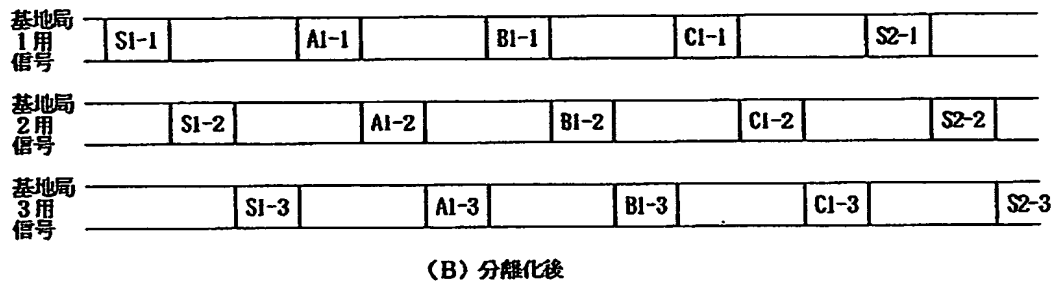 基地局
1用
信号
S1-1 A1-1 B1-1 C1-1 S2-1
基地局
2用
信号
S1-2 A1-2 B1-2 C1-2 S2-2
基地局
3用
信号
S1-3 A1-3 B1-3 C1-3 S2-3
(B) 分離化後